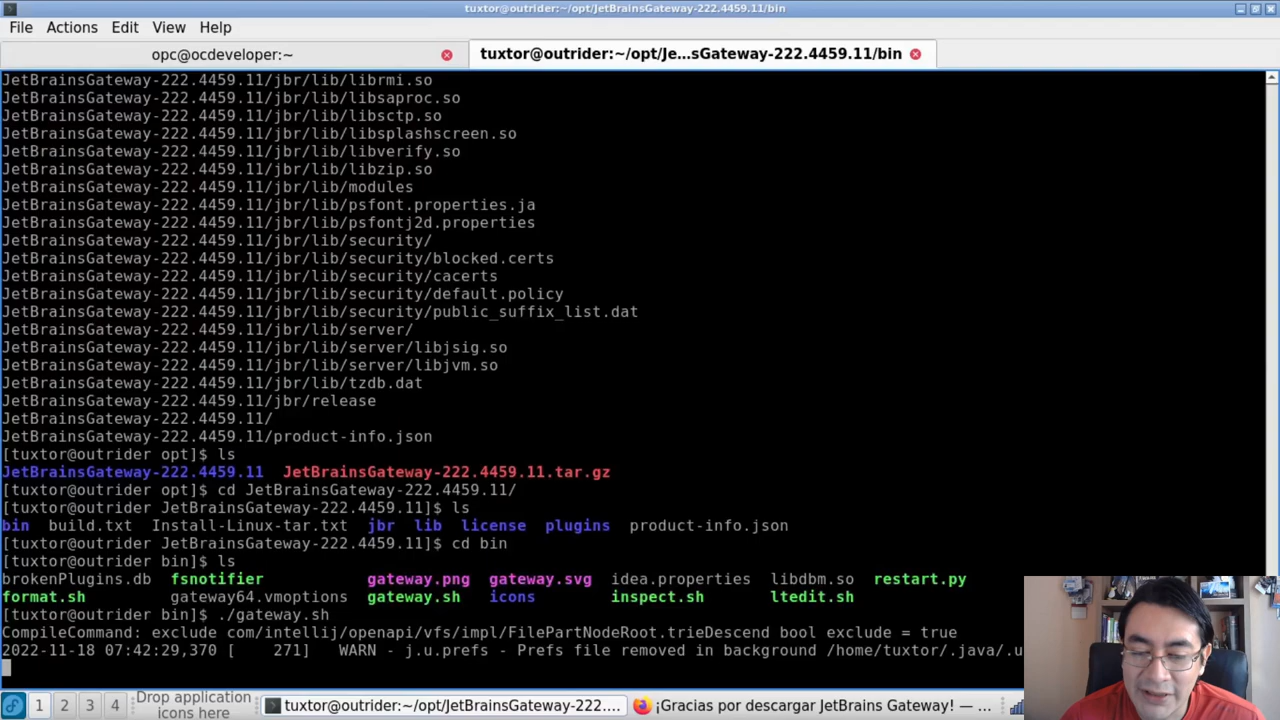 tuxtor@outrider:~/opt/JetBrainsGateway-222.4459.11/bin
File Actions Edit View Help
opc@ocdeveloper:~ tuxtor@outrider:~/opt/Je...sGateway-222.4459.11/bin
JetBrainsGateway-222.4459.11/jbr/lib/librmi.so
JetBrainsGateway-222.4459.11/jbr/lib/libsaproc.so
JetBrainsGateway-222.4459.11/jbr/lib/libsctp.so
JetBrainsGateway-222.4459.11/jbr/lib/libsplashscreen.so
JetBrainsGateway-222.4459.11/jbr/lib/libverify.so
JetBrainsGateway-222.4459.11/jbr/lib/libzip.so
JetBrainsGateway-222.4459.11/jbr/lib/modules
JetBrainsGateway-222.4459.11/jbr/lib/psfont.properties.ja
JetBrainsGateway-222.4459.11/jbr/lib/psfontj2d.properties
JetBrainsGateway-222.4459.11/jbr/lib/security/
JetBrainsGateway-222.4459.11/jbr/lib/security/blocked.certs
JetBrainsGateway-222.4459.11/jbr/lib/security/cacerts
JetBrainsGateway-222.4459.11/jbr/lib/security/default.policy
JetBrainsGateway-222.4459.11/jbr/lib/security/public_suffix_list.dat
JetBrainsGateway-222.4459.11/jbr/lib/server/
JetBrainsGateway-222.4459.11/jbr/lib/server/libjsig.so
JetBrainsGateway-222.4459.11/jbr/lib/server/libjvm.so
JetBrainsGateway-222.4459.11/jbr/lib/tzdb.dat
JetBrainsGateway-222.4459.11/jbr/release
JetBrainsGateway-222.4459.11/
JetBrainsGateway-222.4459.11/product-info.json
[tuxtor@outrider opt]$ ls
JetBrainsGateway-222.4459.11 JetBrainsGateway-222.4459.11.tar.gz
[tuxtor@outrider opt]$ cd JetBrainsGateway-222.4459.11/
[tuxtor@outrider JetBrainsGateway-222.4459.11]$ ls
bin build.txt Install-Linux-tar.txt jbr lib license plugins product-info.json
[tuxtor@outrider JetBrainsGateway-222.4459.11]$ cd bin
[tuxtor@outrider bin]$ ls
brokenPlugins.db fsnotifier gateway.png gateway.svg idea.properties libdbm.so restart.py
format.sh gateway64.vmoptions gateway.sh icons inspect.sh ltedit.sh
[tuxtor@outrider bin]$ ./gateway.sh
CompileCommand: exclude com/intellij/openapi/vfs/impl/FilePartNodeRoot.trieDescend bool exclude = true
2022-11-18 07:42:29,370 [ 271] WARN - j.u.prefs - Prefs file removed in background /home/tuxtor/.java/.u
1 2 3 4 Drop application icons here tuxtor@outrider:~/opt/JetBrainsGateway-222.... ¡Gracias por descargar JetBrains Gateway! — ...